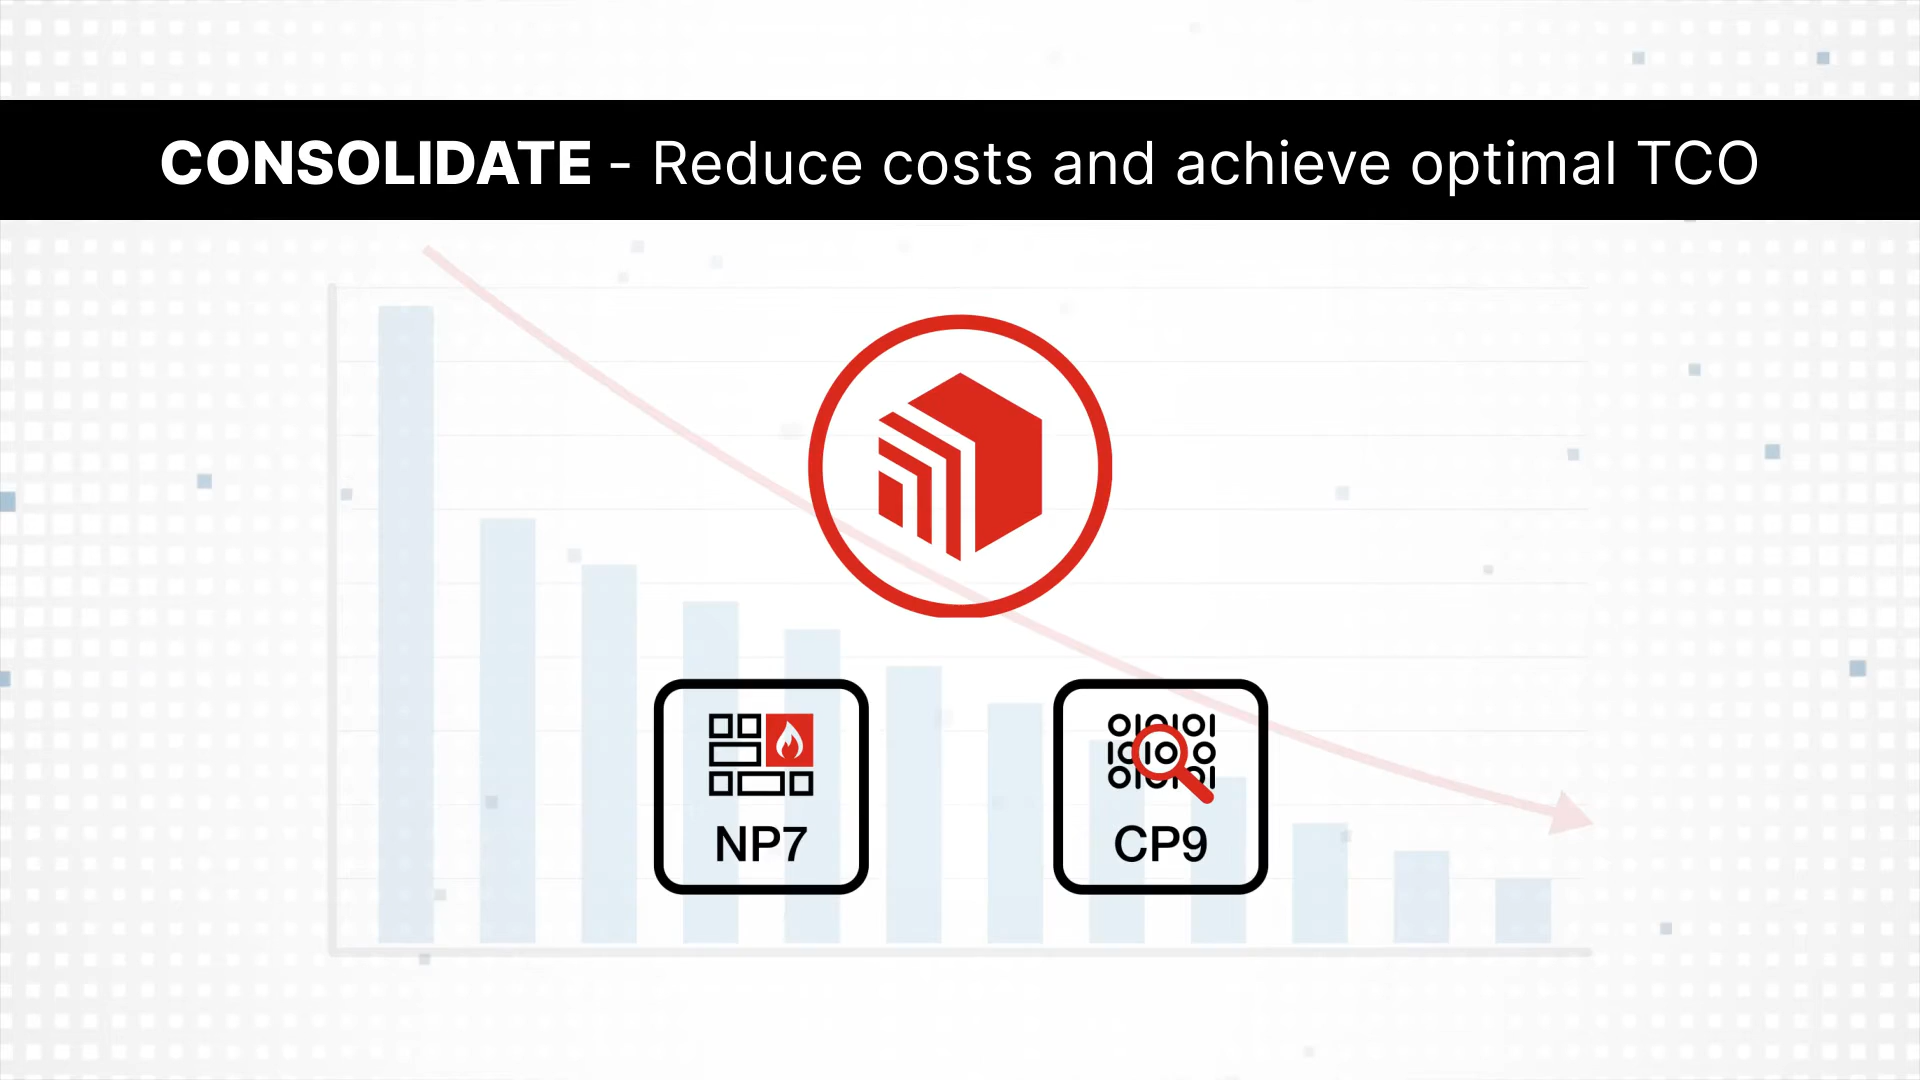 CONSOLIDATE - Reduce costs and achieve optimal TCO
NP7
CP9